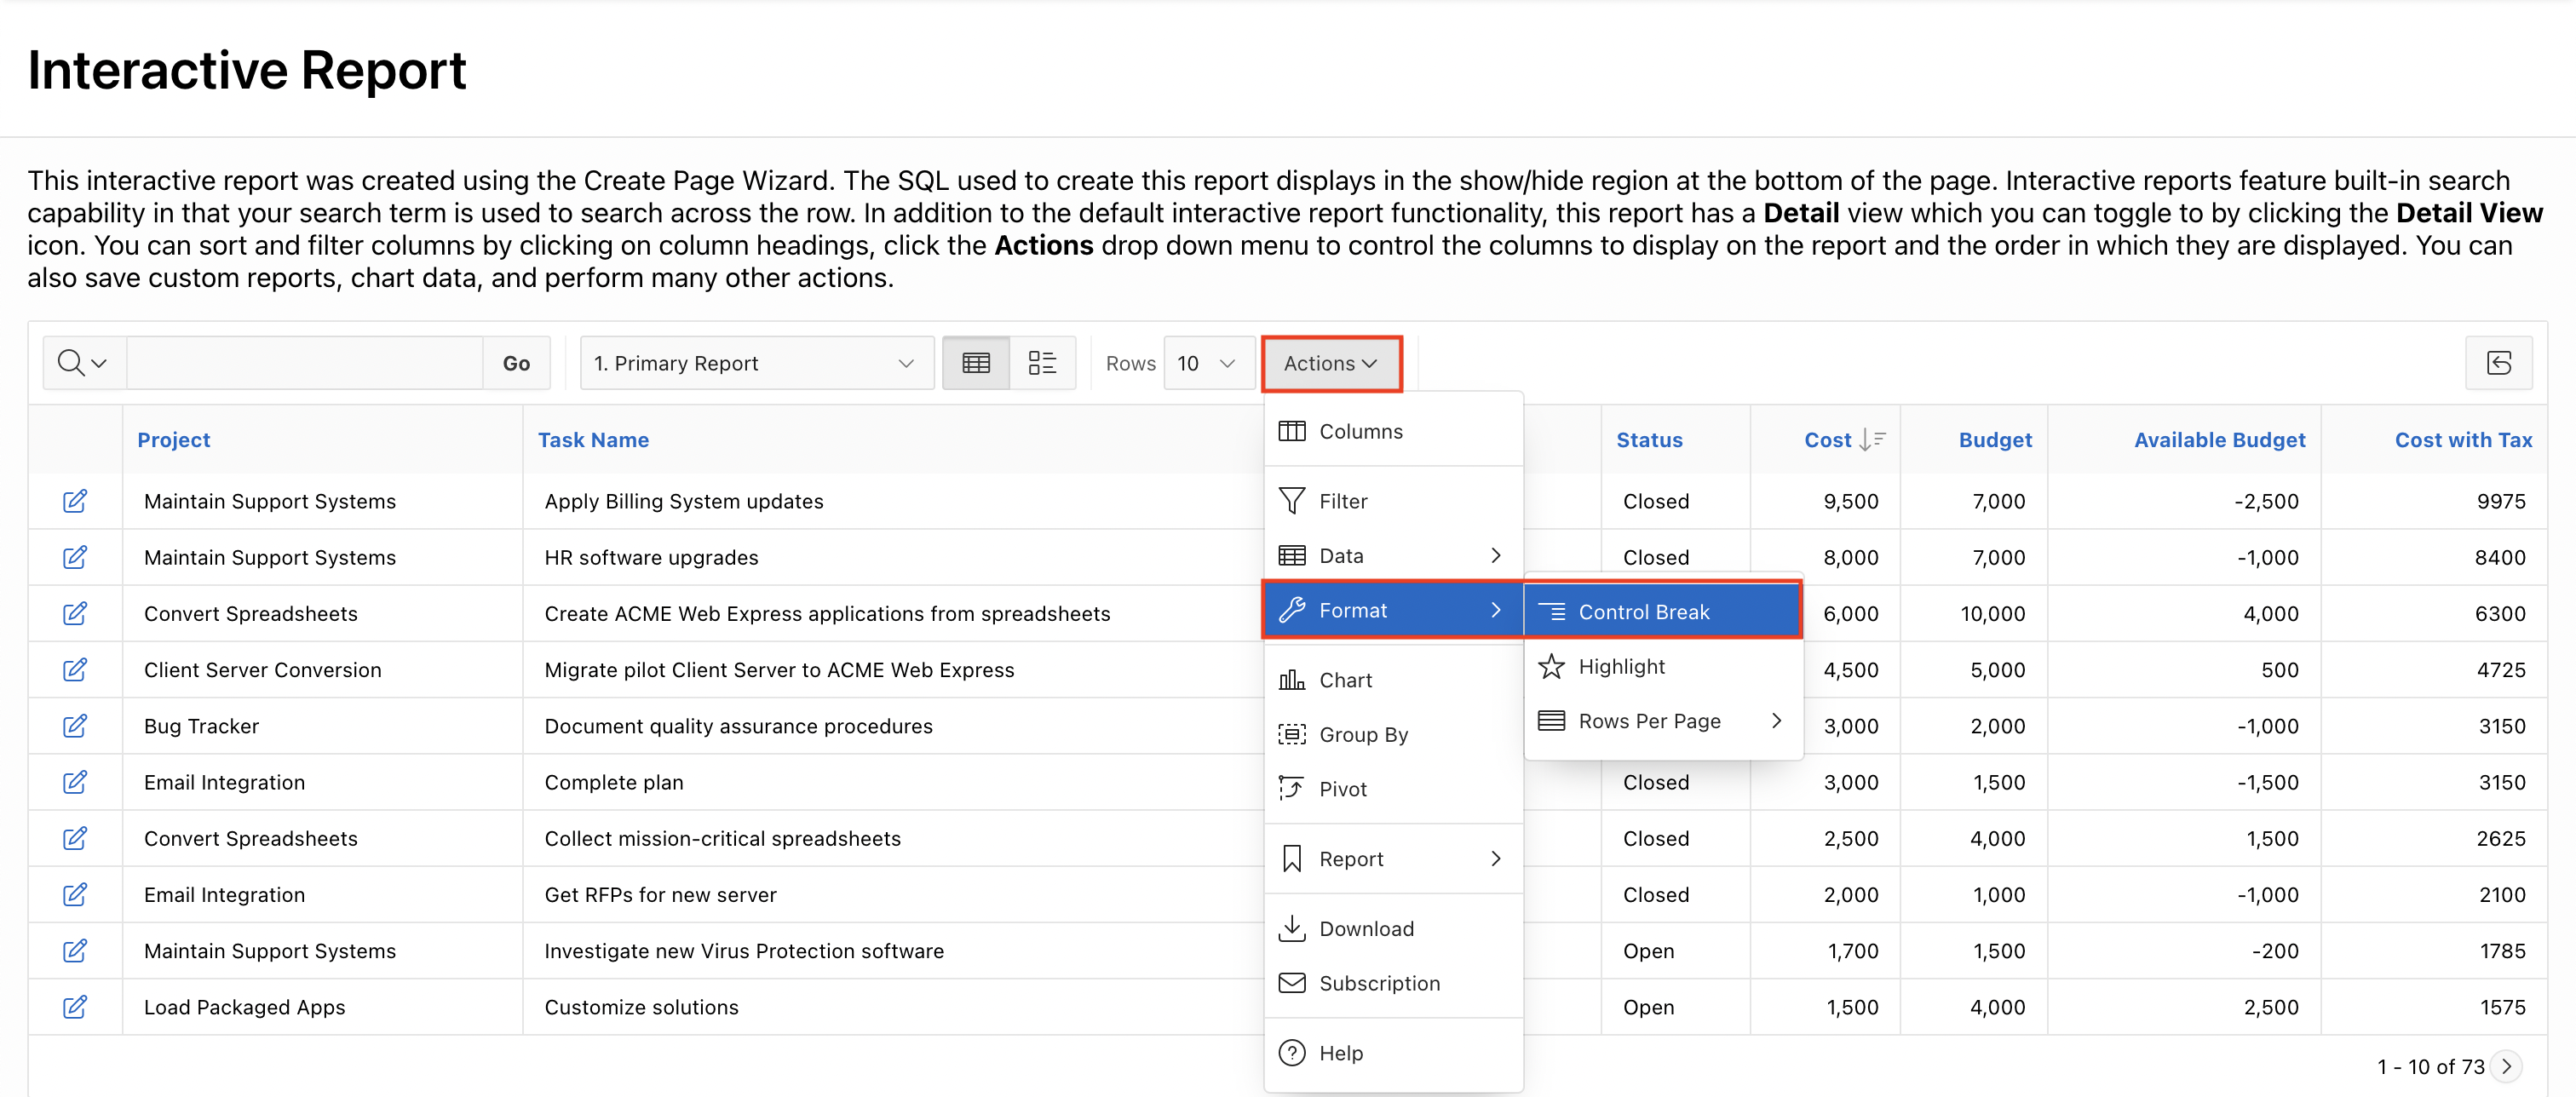 Interactive Report
This interactive report was created using the Create Page Wizard. The SQL used to create this report displays in the show/hide region at the bottom of the page. Interactive reports feature built-in search
capability in that your search term is used to search across the row. In addition to the default interactive report functionality, this report has a Detail view which you can toggle to by clicking the Detail View
icon. You can sort and filter columns by clicking on column headings, click the Actions drop down menu to control the columns to display on the report and the order in which they are displayed. You can
also save custom reports, chart data, and perform many other actions.
Go 1. Primary Report Rows 10 Actions
Project Task Name Status Cost Budget Available Budget Cost with Tax
Maintain Support Systems Apply Billing System updates Closed 9,500 7,000 -2,500 9975
Maintain Support Systems HR software upgrades Closed 8,000 7,000 -1,000 8400
Convert Spreadsheets Create ACME Web Express applications from spreadsheets 6,000 10,000 4,000 6300
Client Server Conversion Migrate pilot Client Server to ACME Web Express 4,500 5,000 500 4725
Bug Tracker Document quality assurance procedures 3,000 2,000 -1,000 3150
Email Integration Complete plan Closed 3,000 1,500 -1,500 3150
Convert Spreadsheets Collect mission-critical spreadsheets Closed 2,500 4,000 1,500 2625
Email Integration Get RFPs for new server Closed 2,000 1,000 -1,000 2100
Maintain Support Systems Investigate new Virus Protection software Open 1,700 1,500 -200 1785
Load Packaged Apps Customize solutions Open 1,500 4,000 2,500 1575
Columns
Filter
Data
Format
Chart
Group By
Pivot
Report
Download
Subscription
Help
Control Break
Highlight
Rows Per Page
1 - 10 of 73